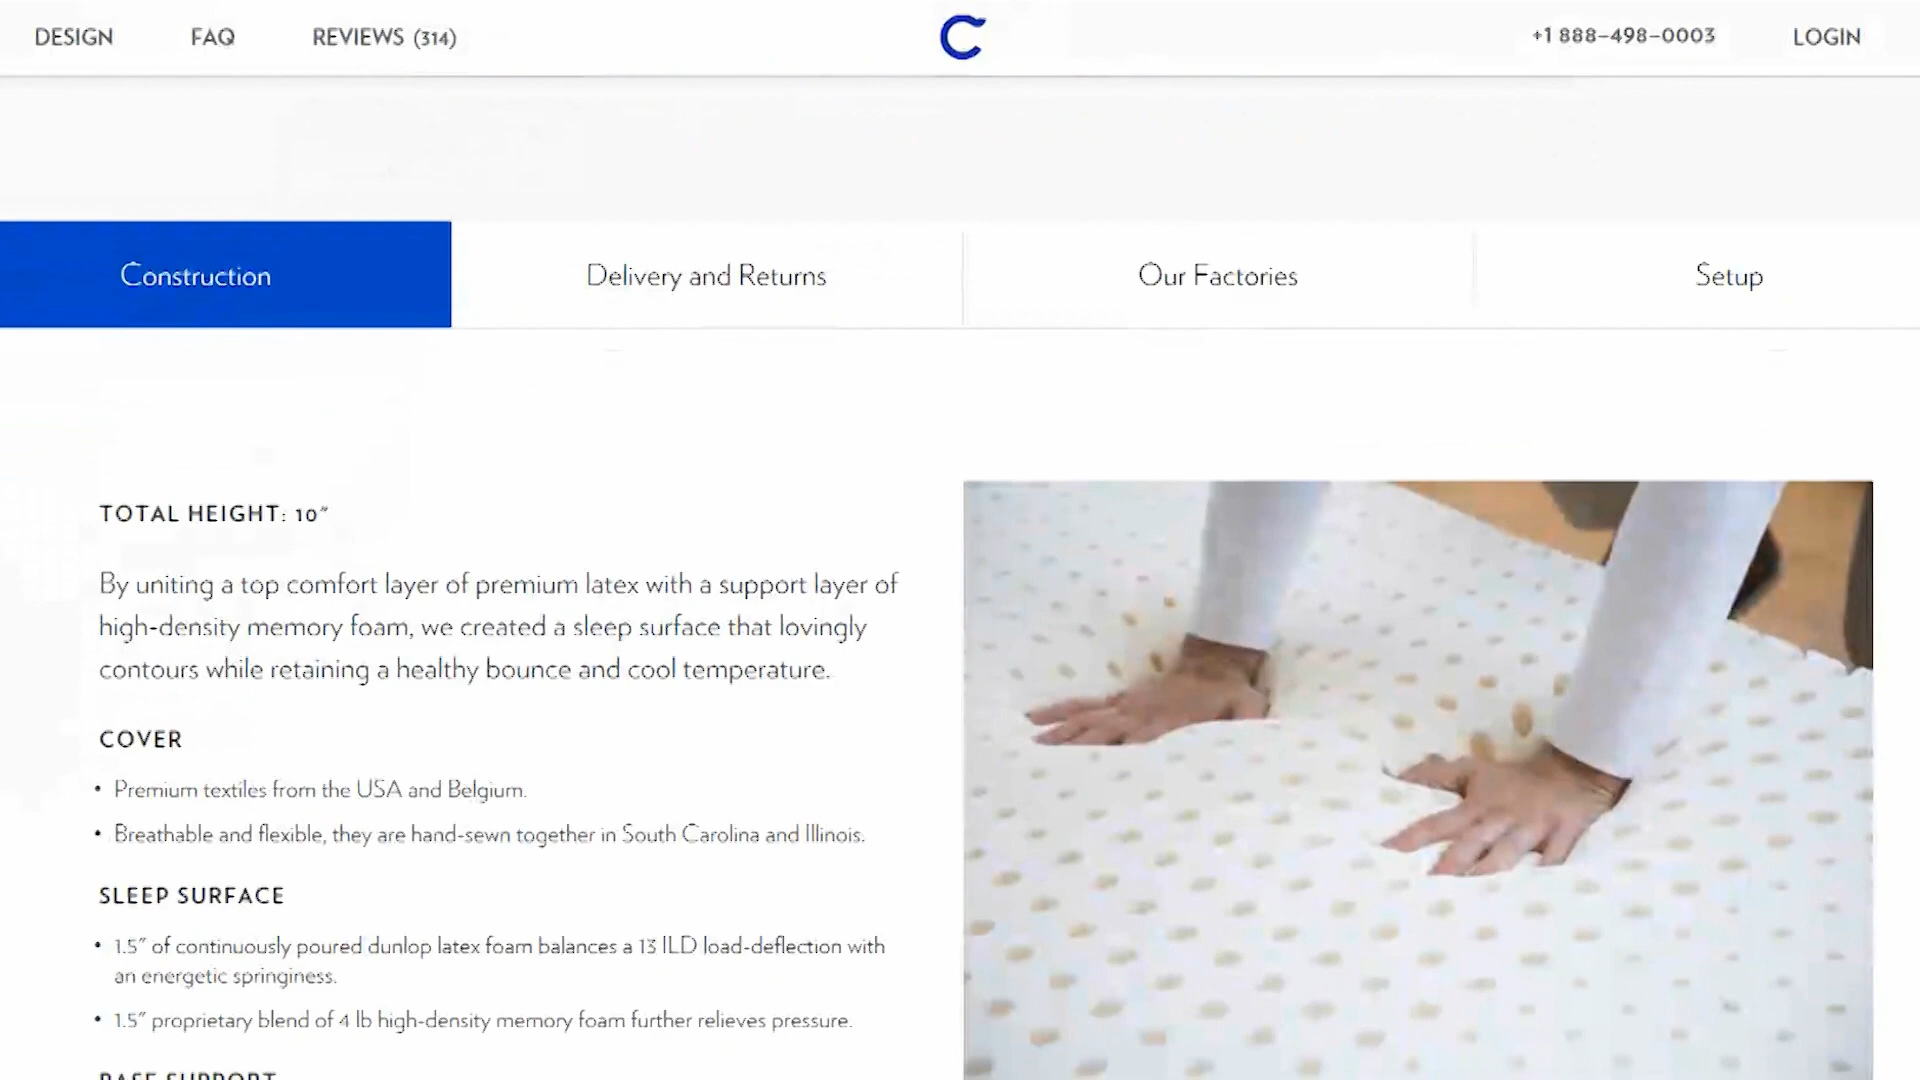 DESIGN FAQ REVIEWS (314) +1 888-498-0003 LOGIN
Construction Delivery and Returns Our Factories Setup
TOTAL HEIGHT: 10″
By uniting a top comfort layer of premium latex with a support layer of
high-density memory foam, we created a sleep surface that lovingly
contours while retaining a healthy bounce and cool temperature.
COVER
• Premium textiles from the USA and Belgium.
• Breathable and flexible, they are hand-sewn together in South Carolina and Illinois.
SLEEP SURFACE
• 1.5″ of continuously poured dunlop latex foam balances a 13 ILD load-deflection with
an energetic springiness.
• 1.5″ proprietary blend of 4 lb high-density memory foam further relieves pressure.
BASE SUPPORT